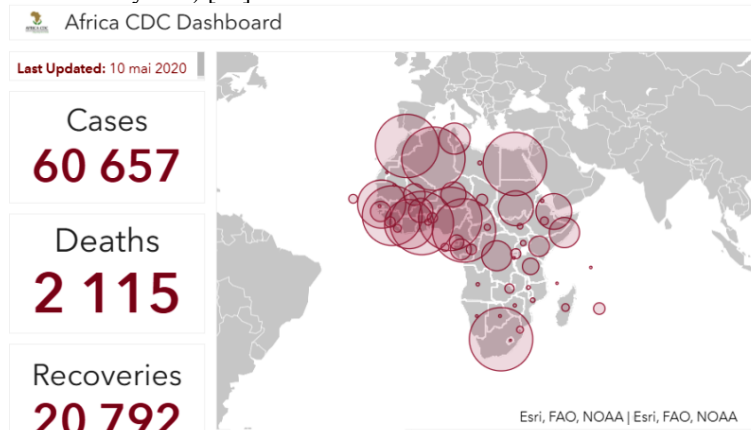 Africa CDC Dashboard
Last Updated: 10 mai 2020
Cases
60 657
Deaths
2 115
Recoveries
20 792
Esri, FAO, NOAA | Esri, FAO, NOAA